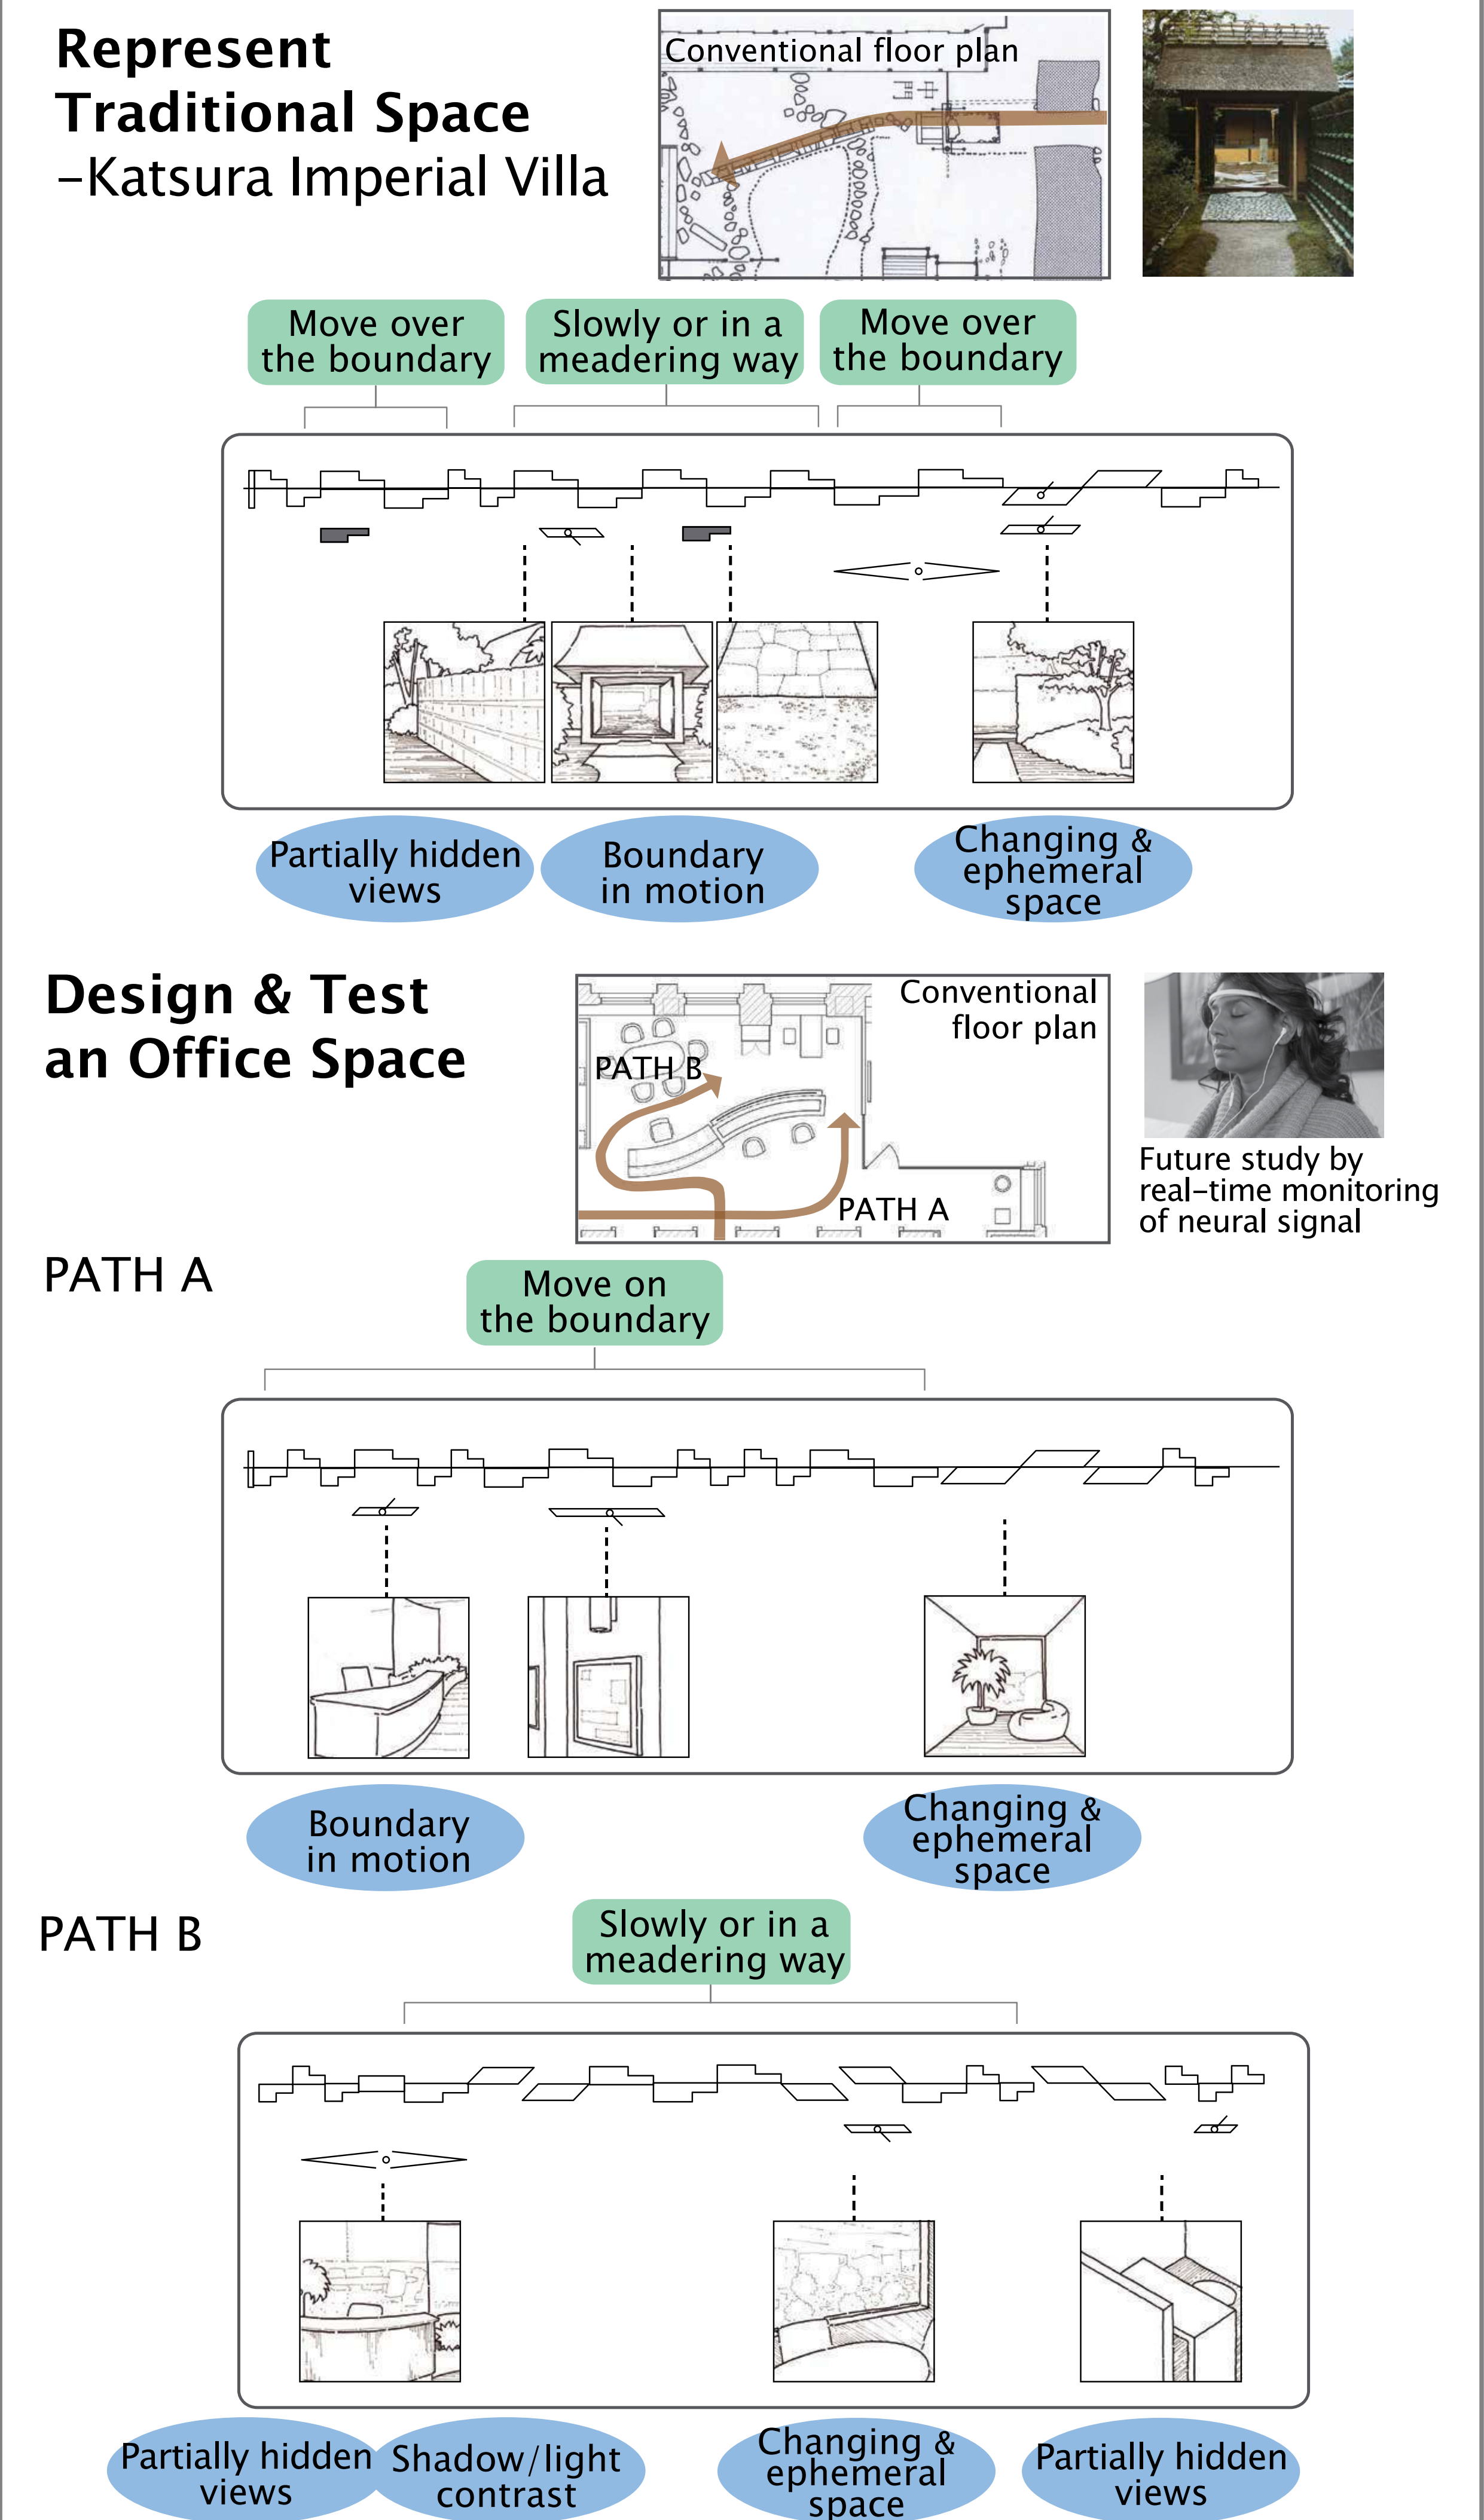 Represent
Traditional Space
–Katsura Imperial Villa
Conventional floor plan
Move over
the boundary
Slowly or in a
meadering way
Move over
the boundary
Partially hidden
views
Boundary
in motion
Changing &
ephemeral
space
Design & Test
an Office Space
Conventional
floor plan
PATH B
PATH A
Future study by
real–time monitoring
of neural signal
PATH A
Move on
the boundary
Boundary
in motion
Changing &
ephemeral
space
PATH B
Slowly or in a
meadering way
Partially hidden
views
Shadow/light
contrast
Changing &
ephemeral
space
Partially hidden
views